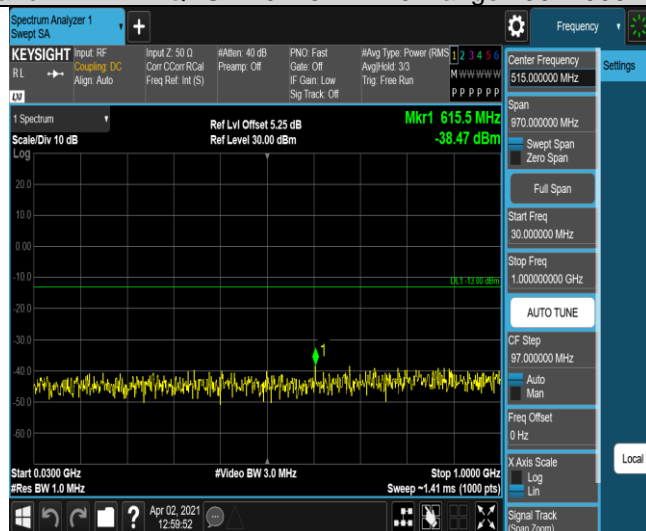 Spectrum Analyzer 1
Swept SA
Frequency
KEYSIGHT
RL
LXI
Input: RF
Coupling: DC
Align: Auto
Input Z: 50 Ω
Corr CCorr RCal
Freq Ref: Int (S)
#Atten: 40 dB
Preamp: Off
PNO: Fast
Gate: Off
IF Gain: Low
Sig Track: Off
#Avg Type: Power (RMS
Avg|Hold: 3/3
Trig: Free Run
1 2 3 4 5 6
M W W W W W
P P P P P P
1 Spectrum
Scale/Div 10 dB
Log
Ref Lvl Offset 5.25 dB
Ref Level 30.00 dBm
Mkr1 615.5 MHz
-38.47 dBm
20.0
10.0
0.00
-10.0
-20.0
-30.0
-40.0
-50.0
-60.0
DL1 -13.00 dBm
1
Start 0.0300 GHz
#Res BW 1.0 MHz
#Video BW 3.0 MHz
Stop 1.0000 GHz
Sweep ~1.41 ms (1000 pts)
Center Frequency
515.000000 MHz
Settings
Span
970.000000 MHz
Swept Span
Zero Span
Full Span
Start Freq
30.000000 MHz
Stop Freq
1.000000000 GHz
AUTO TUNE
CF Step
97.000000 MHz
Auto
Man
Freq Offset
0 Hz
X Axis Scale
Log
Lin
Local
Signal Track
(Span Zoom)
?
Apr 02, 2021
12:59:52